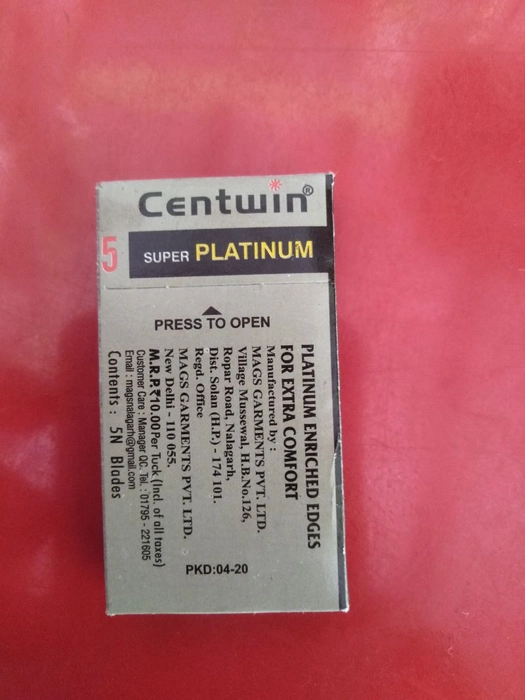 Centwin®
5 SUPER PLATINUM
PRESS TO OPEN
PLATINUM ENRICHED EDGES
FOR EXTRA COMFORT
Manufactured by :
MAGS GARMENTS PVT. LTD.
Village Mussewal, H.B.No.126,
Ropar Road, Nalagarh,
Dist. Solan (H.P.) - 174 101.
Regd. Office
MAGS GARMENTS PVT. LTD.
New Delhi - 110 055.
M.R.P.₹10.00 Per Tuck (Incl. of all taxes)
Customer Care : Manager QC. Tel. : 01795 - 221605
Email : magsnalagarh@gmail.com
Contents : 5N Blades
PKD:04-20